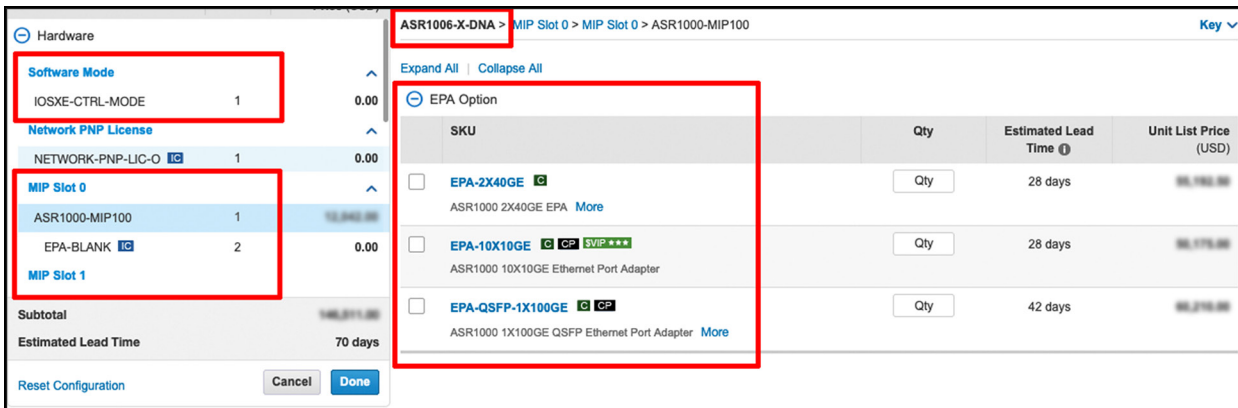 Hardware
Software Mode
IOSXE-CTRL-MODE 1 0.00
Network PNP License
NETWORK-PNP-LIC-O IC 1 0.00
MIP Slot 0
ASR1000-MIP100 1
EPA-BLANK IC 2 0.00
MIP Slot 1
Subtotal
Estimated Lead Time 70 days
Reset Configuration Cancel Done
ASR1006-X-DNA > MIP Slot 0 > MIP Slot 0 > ASR1000-MIP100 Key
Expand All | Collapse All
EPA Option
SKU Qty Estimated Lead Time Unit List Price (USD)
EPA-2X40GE C Qty 28 days
ASR1000 2X40GE EPA More
EPA-10X10GE C CP $VIP ★★★ Qty 28 days
ASR1000 10X10GE Ethernet Port Adapter
EPA-QSFP-1X100GE C CP Qty 42 days
ASR1000 1X100GE QSFP Ethernet Port Adapter More